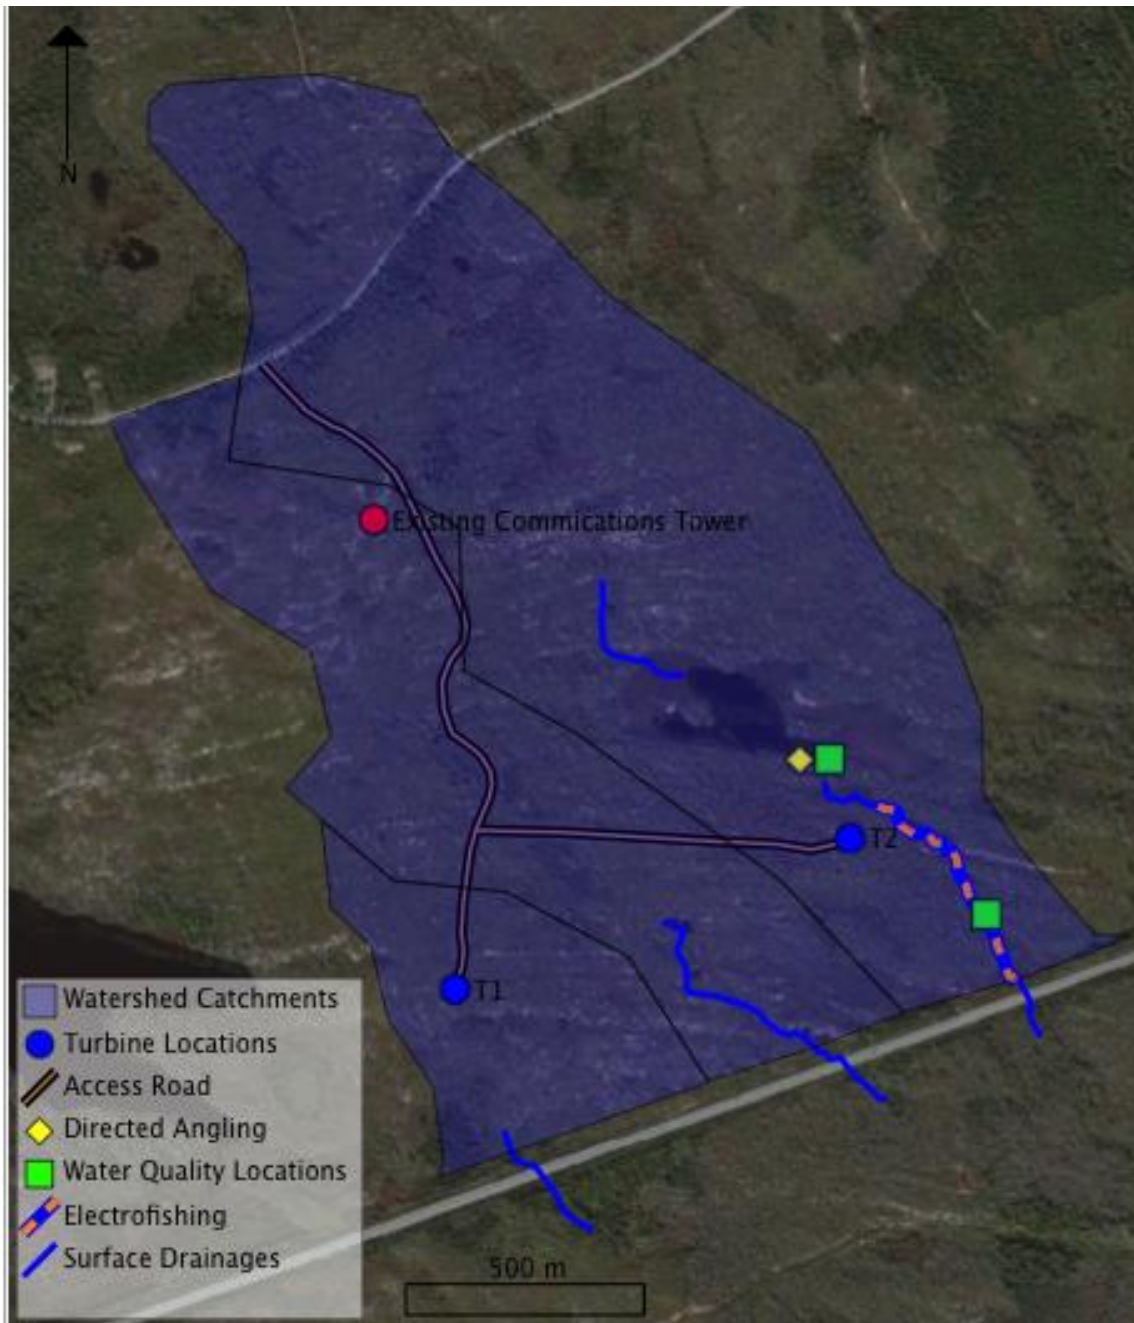 N
Existing Commications Tower
T2
T1
Watershed Catchments
Turbine Locations
Access Road
Directed Angling
Water Quality Locations
Electrofishing
Surface Drainages
500 m